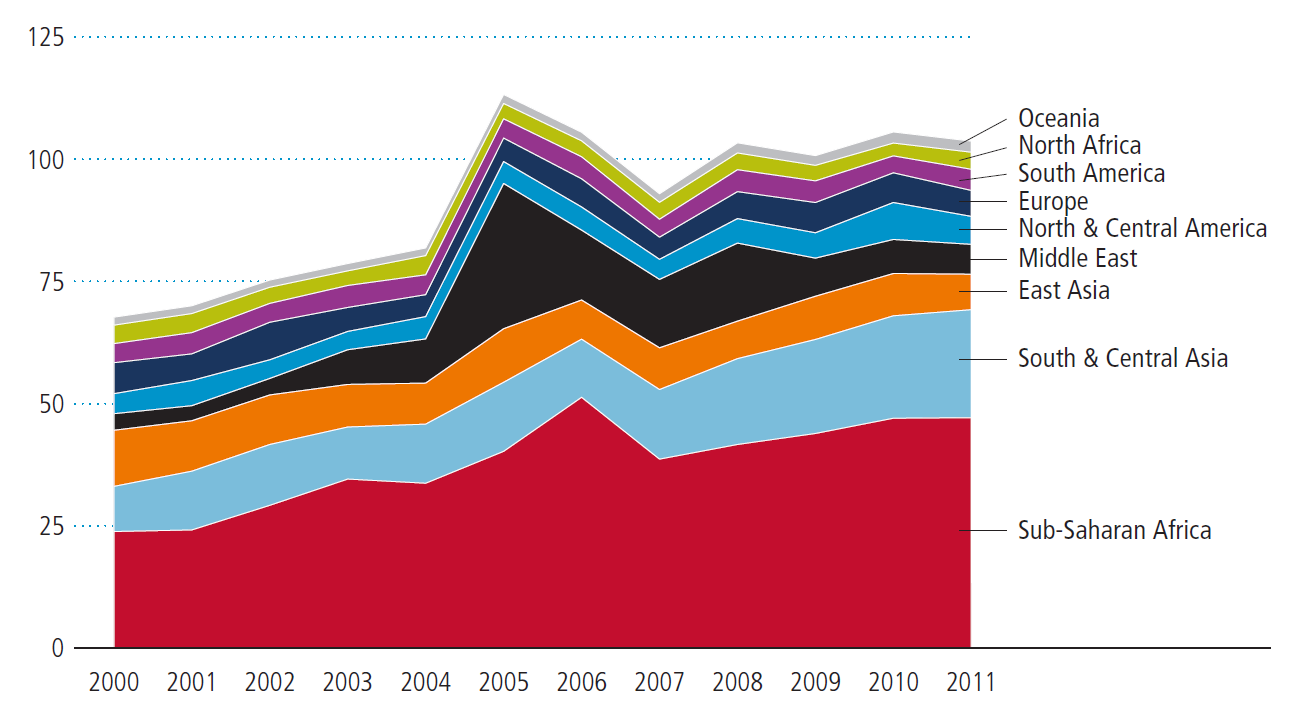 125
100
75
50
25
0
Oceania
North Africa
South America
Europe
North & Central America
Middle East
East Asia
South & Central Asia
Sub-Saharan Africa
2000 2001 2002 2003 2004 2005 2006 2007 2008 2009 2010 2011